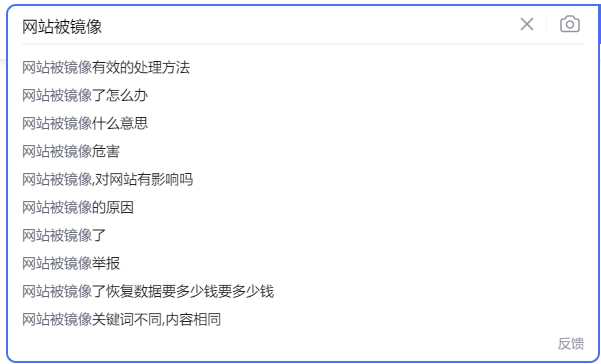 网站被镜像
网站被镜像有效的处理方法
网站被镜像了怎么办
网站被镜像什么意思
网站被镜像危害
网站被镜像,对网站有影响吗
网站被镜像的原因
网站被镜像了
网站被镜像举报
网站被镜像了恢复数据要多少钱要多少钱
网站被镜像关键词不同,内容相同
反馈